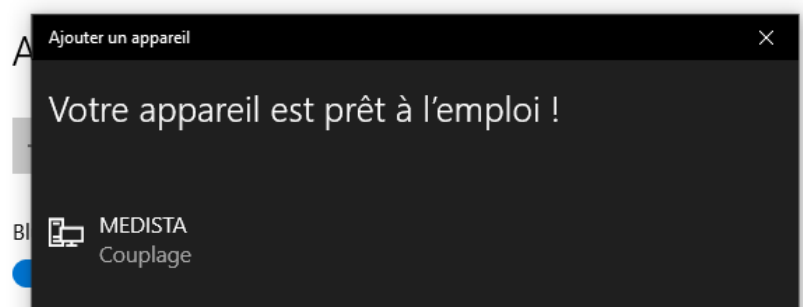 Ajouter un appareil
Votre appareil est prêt à l'emploi !
MEDISTA
Couplage